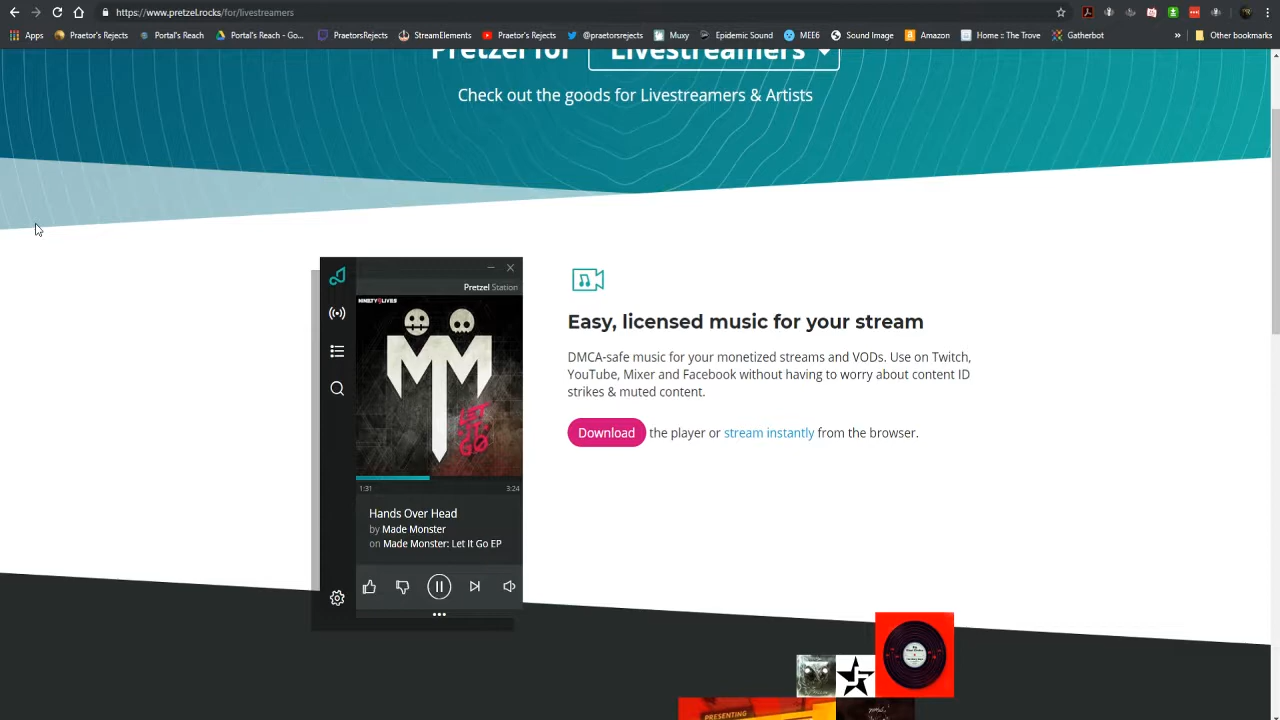 https://www.pretzel.rocks/for/livestreamers
Apps Praetor's Rejects Portal's Reach Portal's Reach - Go... PraetorsRejects StreamElements Praetor's Rejects @praetorsrejects Muxy Epidemic Sound MEE6 Sound Image Amazon Home :: The Trove Gatherbot » Other bookmarks
Pretzel for Livestreamers
Check out the goods for Livestreamers & Artists
Pretzel Station
NINETY9LIVES
MM
LET
IT
GO
1:31 3:24
Hands Over Head
by Made Monster
on Made Monster: Let It Go EP
Easy, licensed music for your stream
DMCA-safe music for your monetized streams and VODs. Use on Twitch,
YouTube, Mixer and Facebook without having to worry about content ID
strikes & muted content.
Download the player or stream instantly from the browser.
PRESENTING